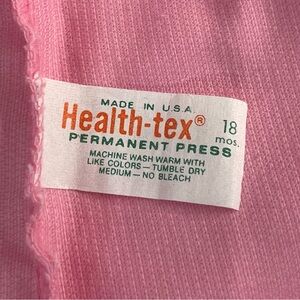 MADE IN U.S.A.
Health-tex® 18 mos.
PERMANENT PRESS
MACHINE WASH WARM WITH
LIKE COLORS — TUMBLE DRY
MEDIUM — NO BLEACH